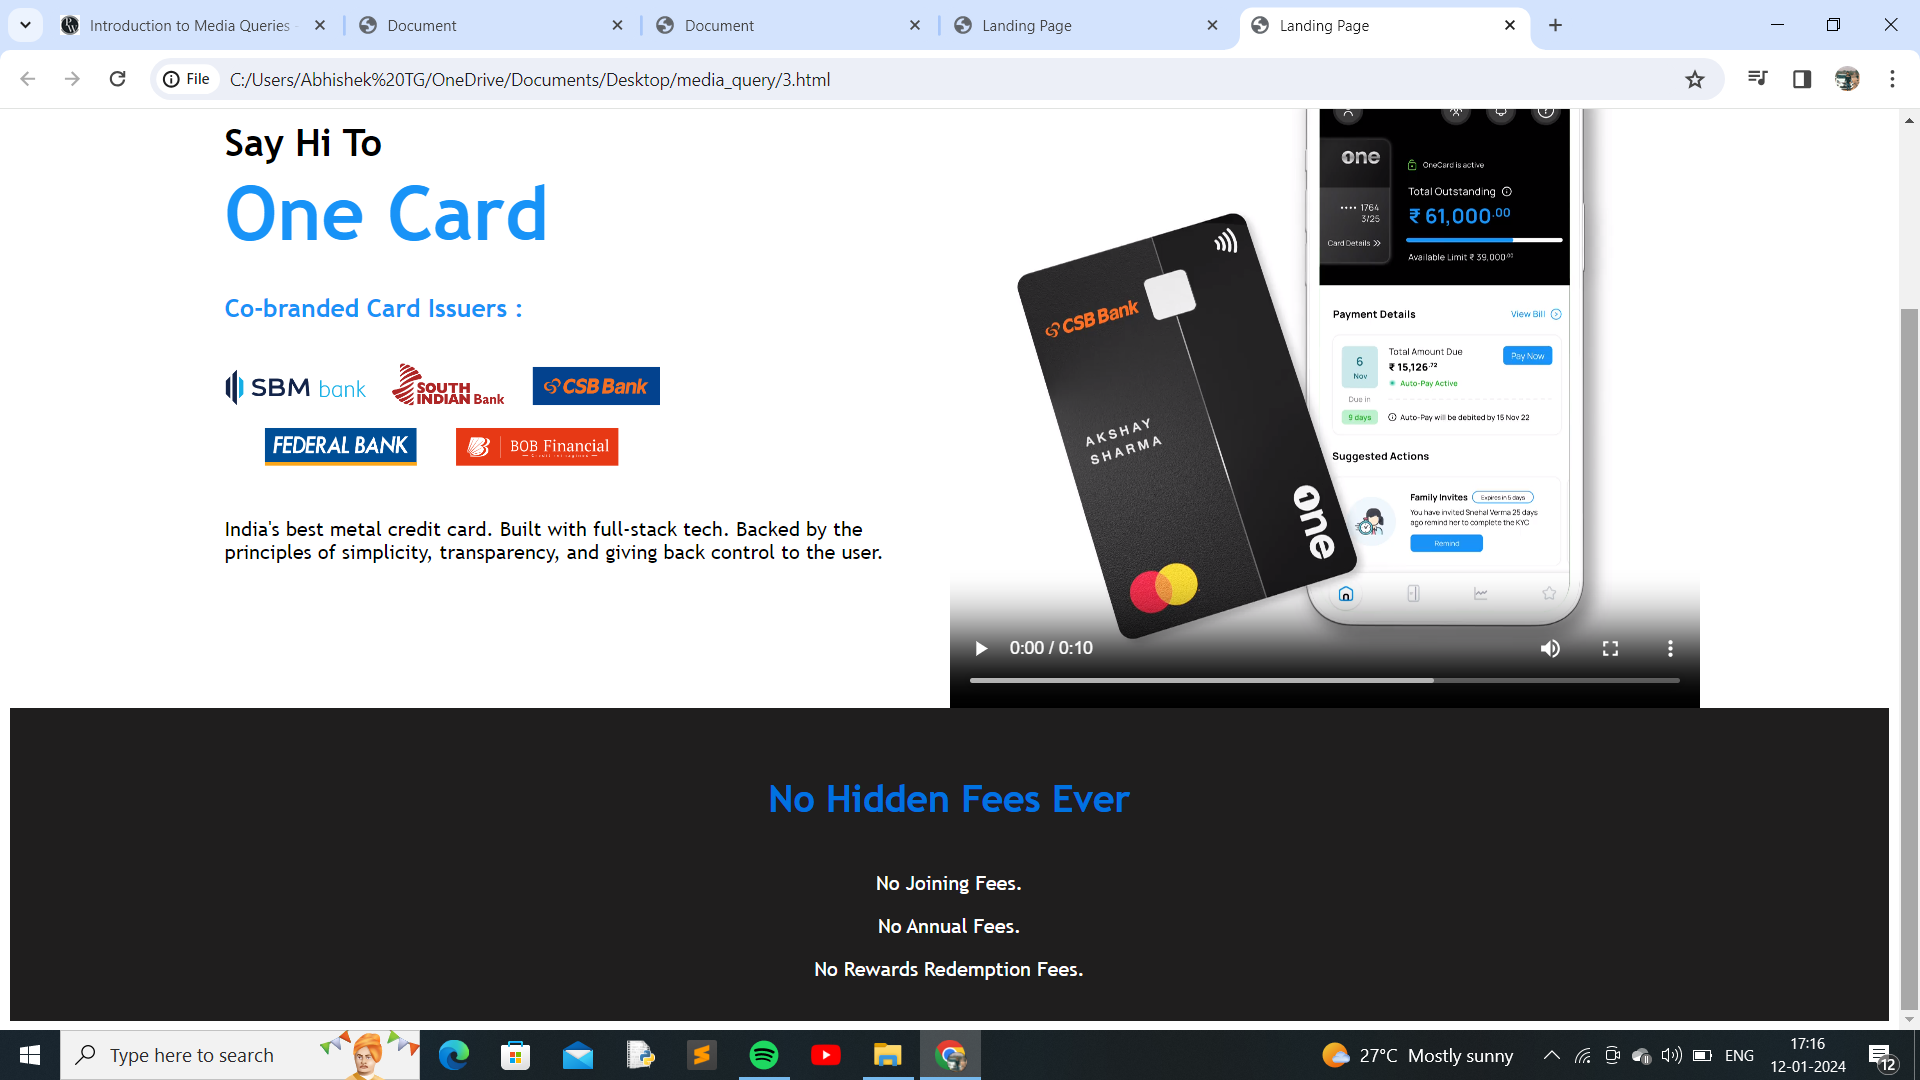 Introduction to Media Queries
Document
Document
Landing Page
Landing Page
File
C:/Users/Abhishek%20TG/OneDrive/Documents/Desktop/media_query/3.html
Say Hi To
One Card
Co-branded Card Issuers :
SBM bank
SOUTH INDIAN Bank
CSB Bank
FEDERAL BANK
BOB Financial
India's best metal credit card. Built with full-stack tech. Backed by the
principles of simplicity, transparency, and giving back control to the user.
CSB Bank
AKSHAY
SHARMA
one
one
OneCard is active
Total Outstanding
₹ 61,000.00
•••• 1764
3/25
Card Details
Available Limit ₹ 39,000.00
Payment Details
View Bill
6
Nov
Total Amount Due
₹ 15,126.72
Auto-Pay Active
Pay Now
Due in
9 days
Auto-Pay will be debited by 15 Nov 22
Suggested Actions
Family Invites
Expires in 5 days
You have invited Snehal Verma 25 days
ago remind her to complete the KYC
Remind
0:00 / 0:10
No Hidden Fees Ever
No Joining Fees.
No Annual Fees.
No Rewards Redemption Fees.
Type here to search
27°C Mostly sunny
ENG
17:16
12-01-2024
12